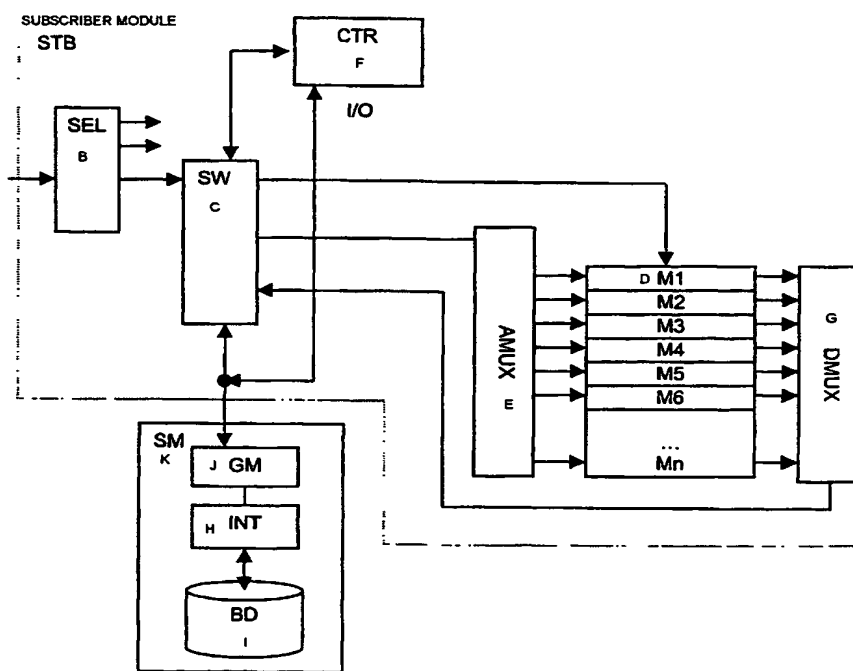 SUBSCRIBER MODULE
STB
CTR
F
I/O
SEL
B
SW
C
AMUX
E
D M1
M2
M3
M4
M5
M6
...
Mn
G
DMUX
SM
K
J GM
H INT
BD
I